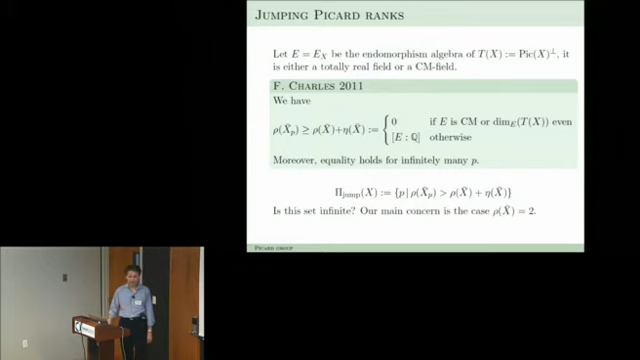 JUMPING PICARD RANKS
Let E = E_X be the endomorphism algebra of T(X) := Pic(X)^⊥, it
is either a totally real field or a CM-field.
F. CHARLES 2011
We have
ρ(X̄_p) ≥ ρ(X̄)+η(X̄) := { 0 if E is CM or dim_E(T(X)) even
[E : ℚ] otherwise
Moreover, equality holds for infinitely many p.
Π_jump(X) := {p | ρ(X̄_p) > ρ(X̄) + η(X̄)}
Is this set infinite? Our main concern is the case ρ(X̄) = 2.
PICARD GROUP